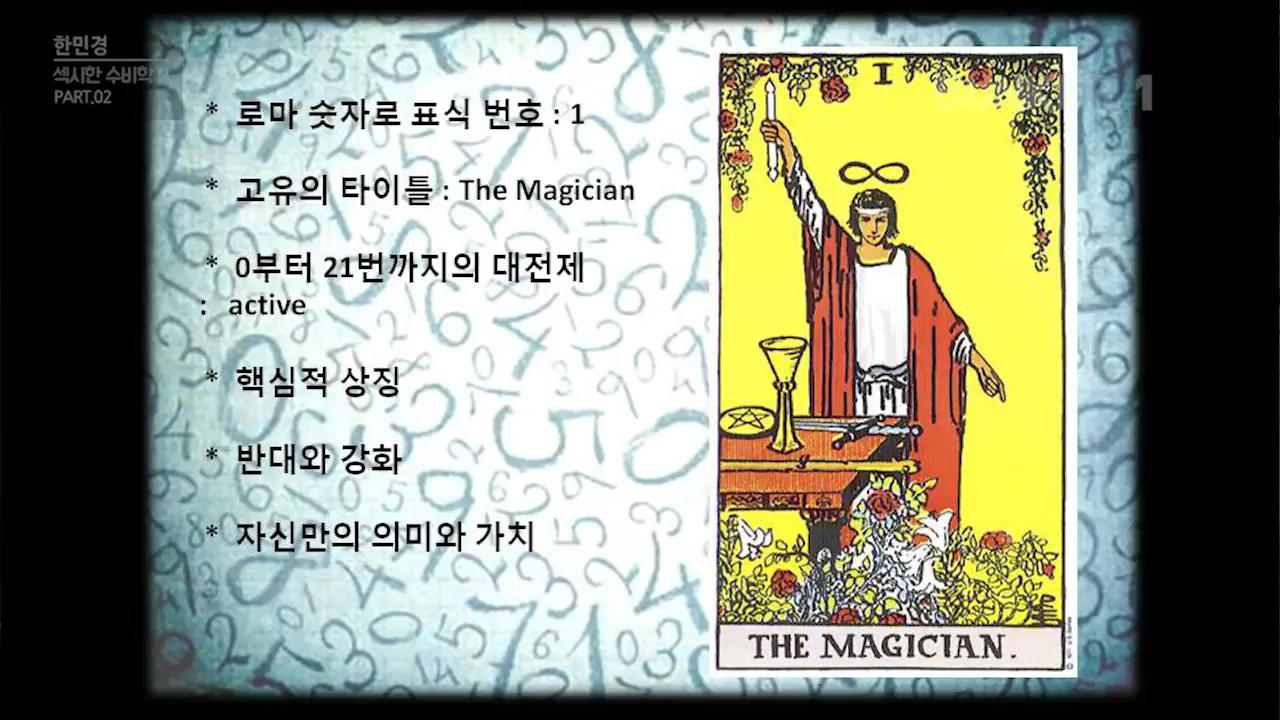 한민경
섹시한 수비학
PART.02
* 로마 숫자로 표식 번호 : 1
* 고유의 타이틀 : The Magician
* 0부터 21번까지의 대전제
: active
* 핵심적 상징
* 반대와 강화
* 자신만의 의미와 가치
I
THE MAGICIAN.
1